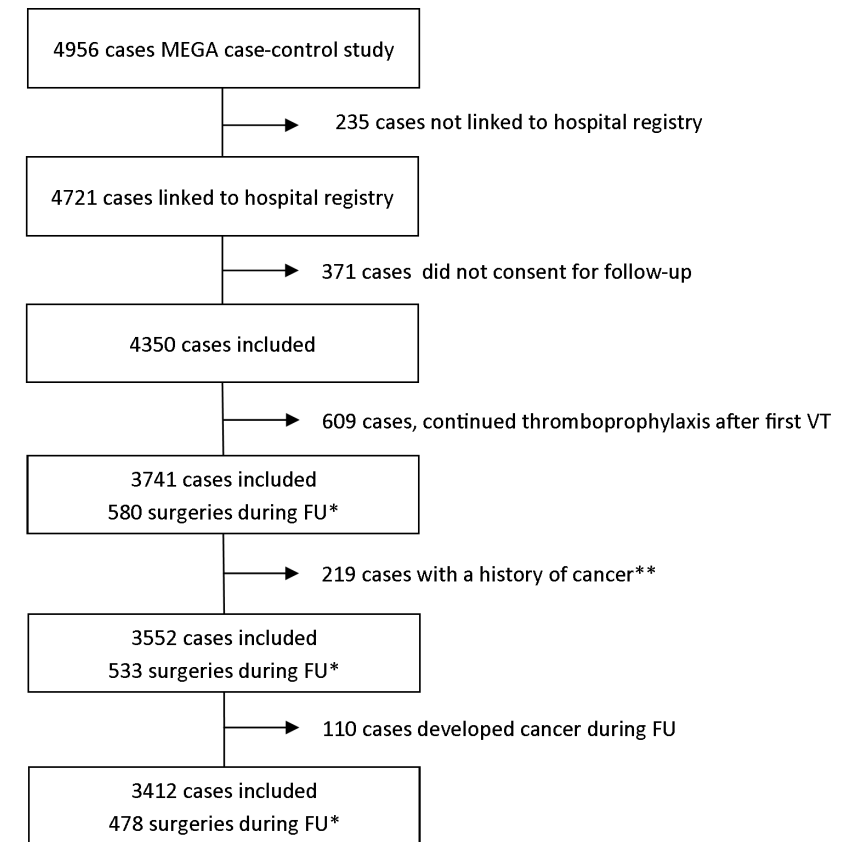 4956 cases MEGA case-control study
235 cases not linked to hospital registry
4721 cases linked to hospital registry
371 cases did not consent for follow-up
4350 cases included
609 cases, continued thromboprophylaxis after first VT
3741 cases included
580 surgeries during FU*
219 cases with a history of cancer**
3552 cases included
533 surgeries during FU*
110 cases developed cancer during FU
3412 cases included
478 surgeries during FU*